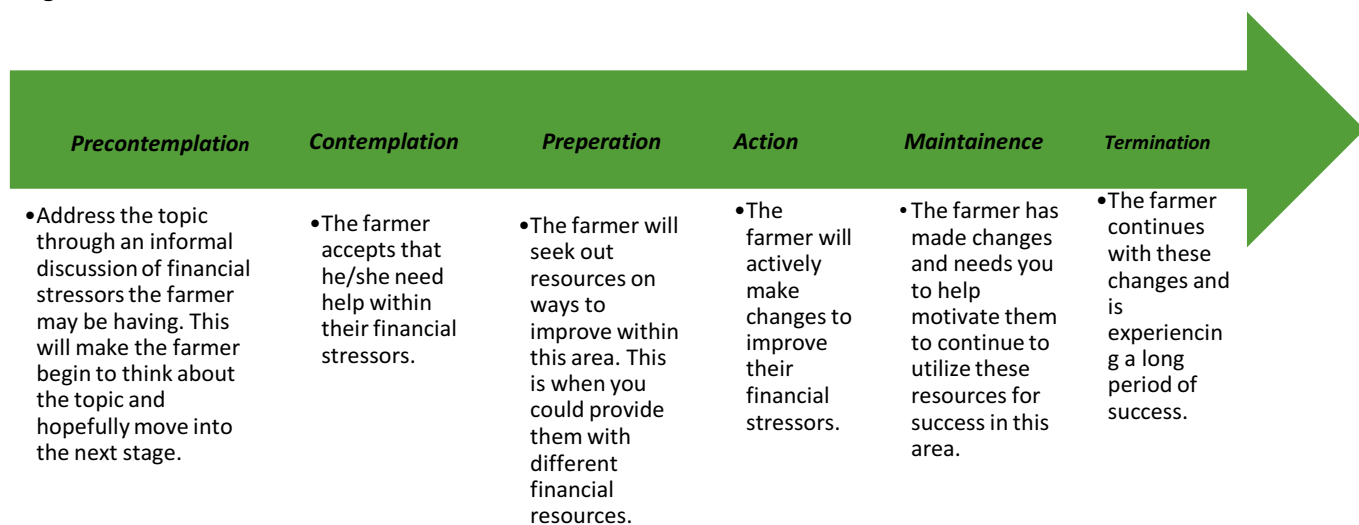 Precontemplation
•Address the topic
through an informal
discussion of financial
stressors the farmer
may be having. This
will make the farmer
begin to think about
the topic and
hopefully move into
the next stage.
Contemplation
•The farmer
accepts that
he/she need
help within
their financial
stressors.
Preperation
•The farmer will
seek out
resources on
ways to
improve within
this area. This
is when you
could provide
them with
different
financial
resources.
Action
•The
farmer will
actively
make
changes to
improve
their
financial
stressors.
Maintainence
•The farmer has
made changes
and needs you
to help
motivate them
to continue to
utilize these
resources for
success in this
area.
Termination
•The farmer
continues
with these
changes and
is
experiencin
g a long
period of
success.